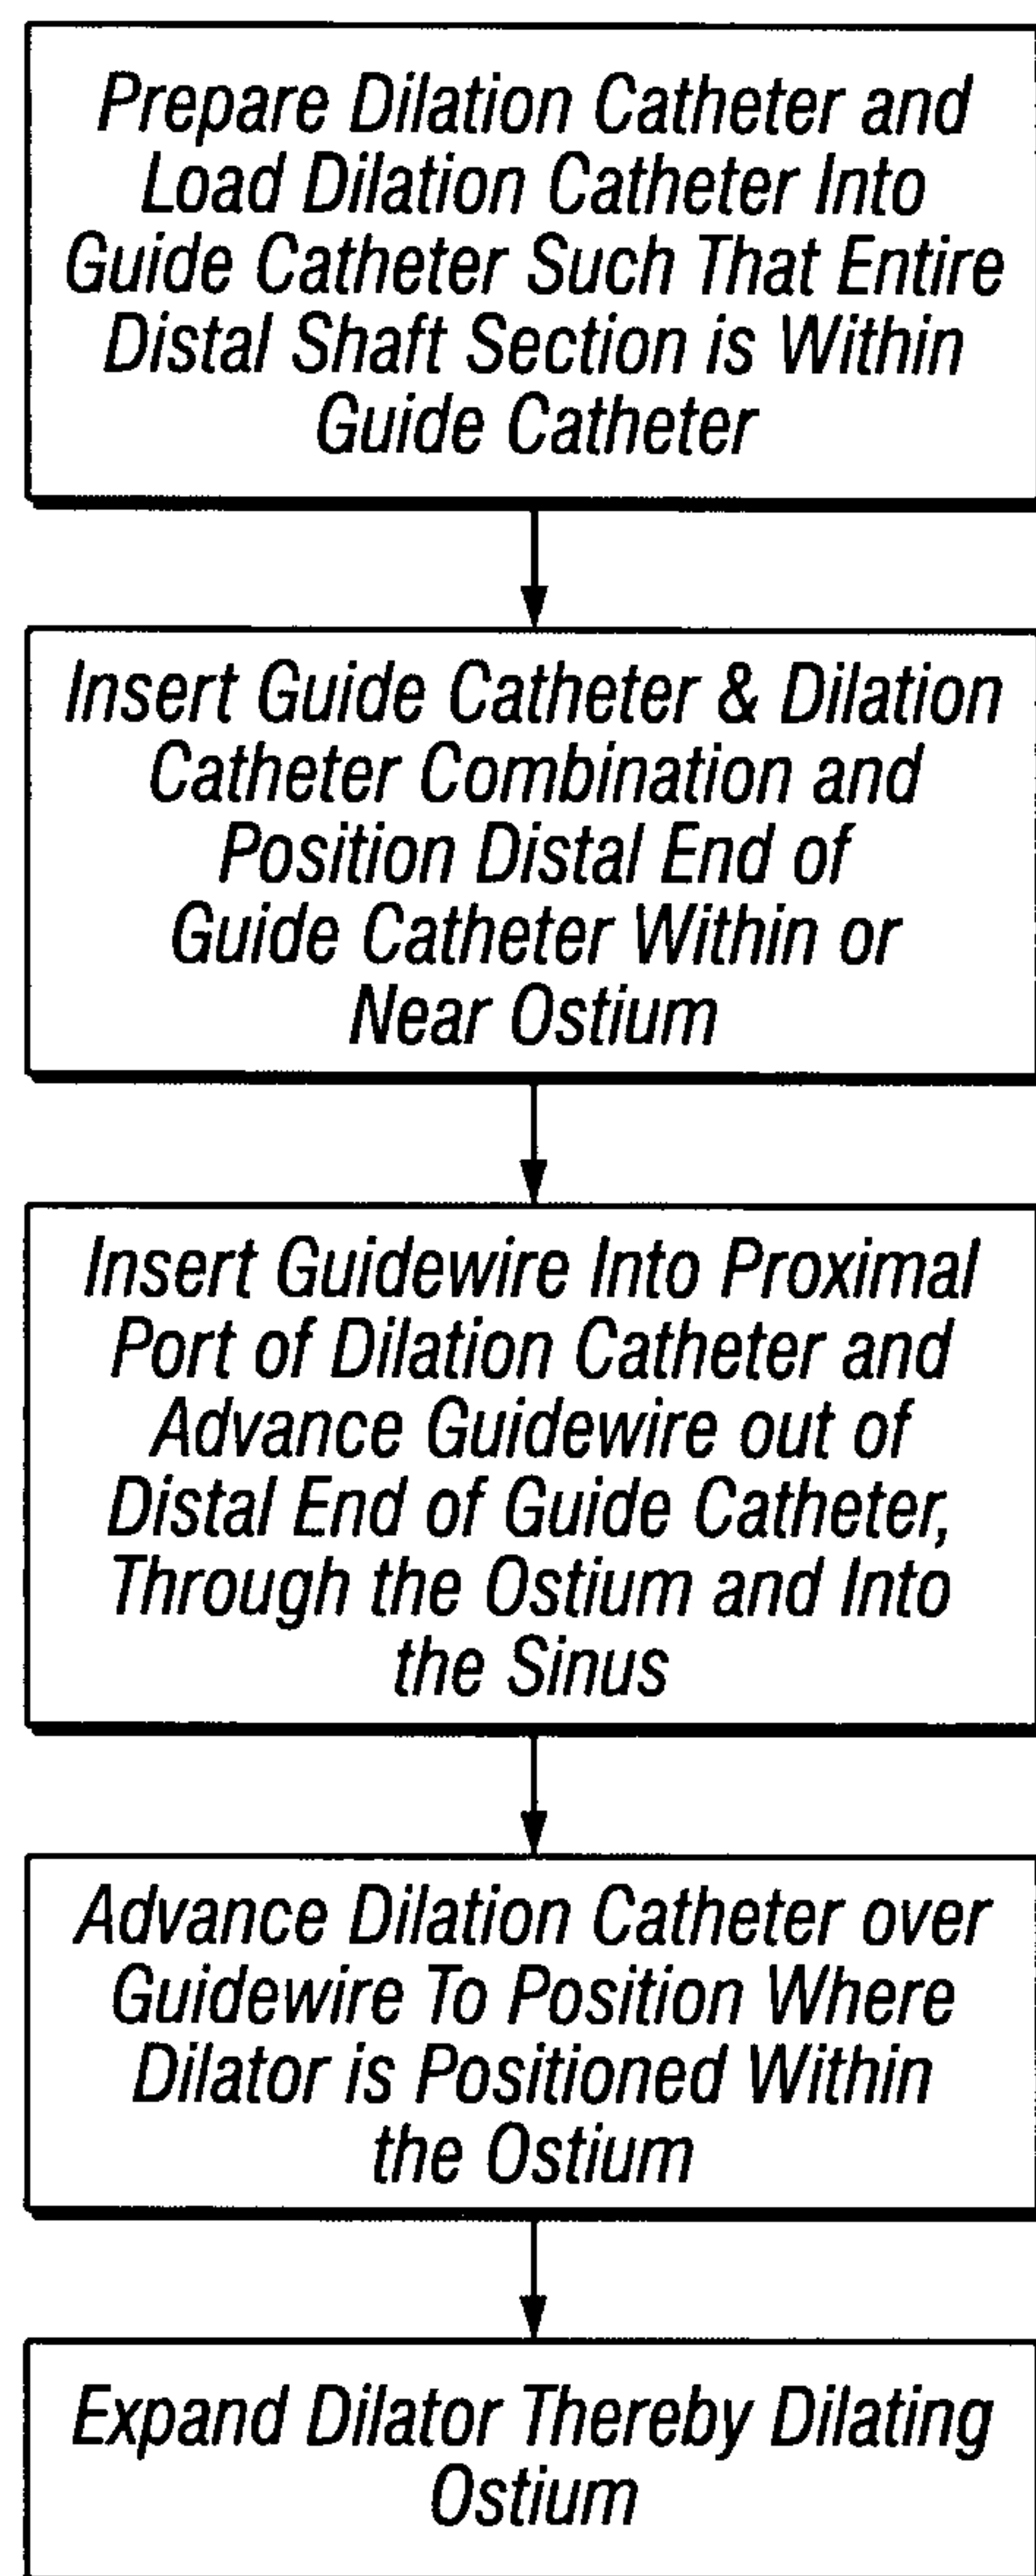 Prepare Dilation Catheter and
Load Dilation Catheter Into
Guide Catheter Such That Entire
Distal Shaft Section is Within
Guide Catheter
Insert Guide Catheter & Dilation
Catheter Combination and
Position Distal End of
Guide Catheter Within or
Near Ostium
Insert Guidewire Into Proximal
Port of Dilation Catheter and
Advance Guidewire out of
Distal End of Guide Catheter,
Through the Ostium and Into
the Sinus
Advance Dilation Catheter over
Guidewire To Position Where
Dilator is Positioned Within
the Ostium
Expand Dilator Thereby Dilating
Ostium